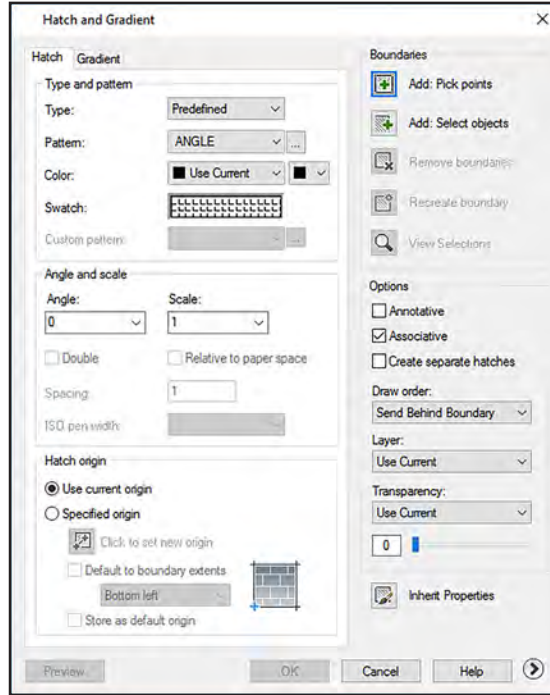 Hatch and Gradient
Hatch Gradient
Type and pattern
Type: Predefined
Pattern: ANGLE ...
Color: Use Current
Swatch:
Custom pattern: ...
Angle and scale
Angle: Scale:
0 1
Double Relative to paper space
Spacing: 1
ISO pen width:
Hatch origin
Use current origin
Specified origin
Click to set new origin
Default to boundary extents
Bottom left
Store as default origin
Boundaries
Add: Pick points
Add: Select objects
Remove boundaries
Recreate boundary
View Selections
Options
Annotative
Associative
Create separate hatches
Draw order:
Send Behind Boundary
Layer:
Use Current
Transparency:
Use Current
0
Inherit Properties
Preview OK Cancel Help